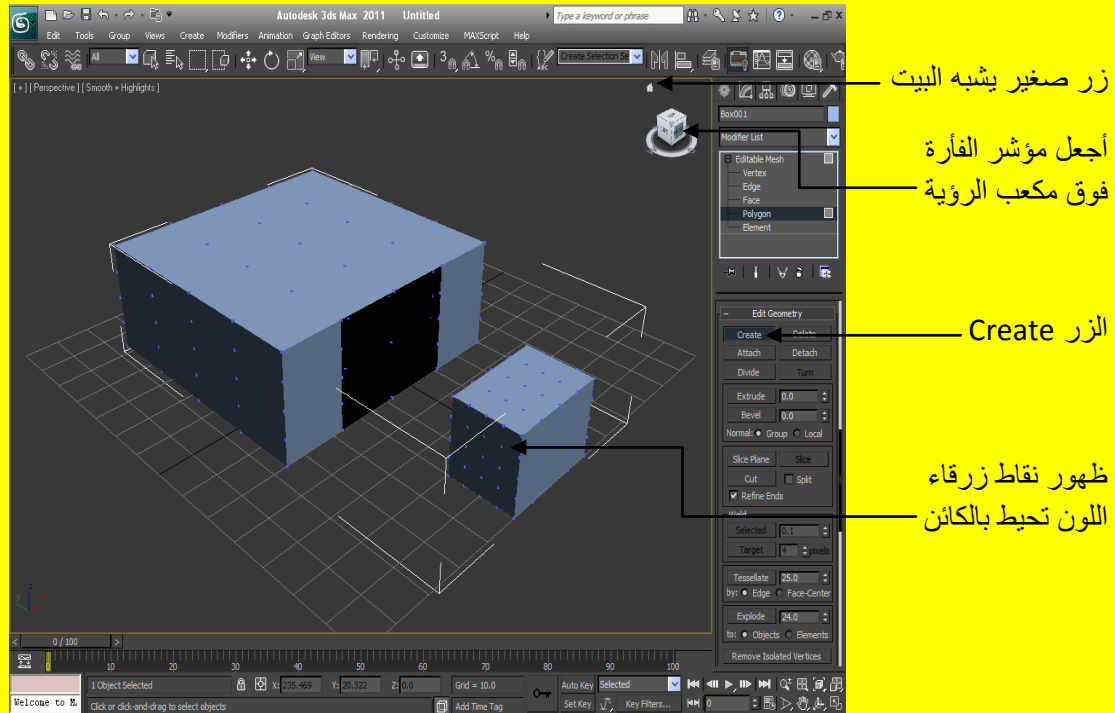 Autodesk 3ds Max 2011 Untitled
Type a keyword or phrase
Edit Tools Group Views Create Modifiers Animation Graph Editors Rendering Customize MAXScript Help
All
View
3
Create Selection Se
[ + ] [ Perspective ] [ Smooth + Highlights ]
زر صغير يشبه البيت
أجعل مؤشر الفأرة
فوق مكعب الرؤية
الزر Create
ظهور نقاط زرقاء
اللون تحيط بالكائن
Box001
Modifier List
Editable Mesh
Vertex
Edge
Face
Polygon
Element
Edit Geometry
Create Delete
Attach Detach
Divide Turn
Extrude 0.0
Bevel 0.0
Normal: Group Local
Slice Plane Slice
Cut Split
Refine Ends
Weld
Selected 0.1
Target 4 pixels
Tessellate 25.0
by: Edge Face-Center
Explode 24.0
to: Objects Elements
Remove Isolated Vertices
z
y
< 0 / 100 >
0 10 20 30 40 50 60 70 80 90 100
1 Object Selected X: 235.469 Y: 20.322 Z: 0.0 Grid = 10.0 Auto Key Selected
Welcome to M Click or click-and-drag to select objects Add Time Tag Set Key Key Filters... 0